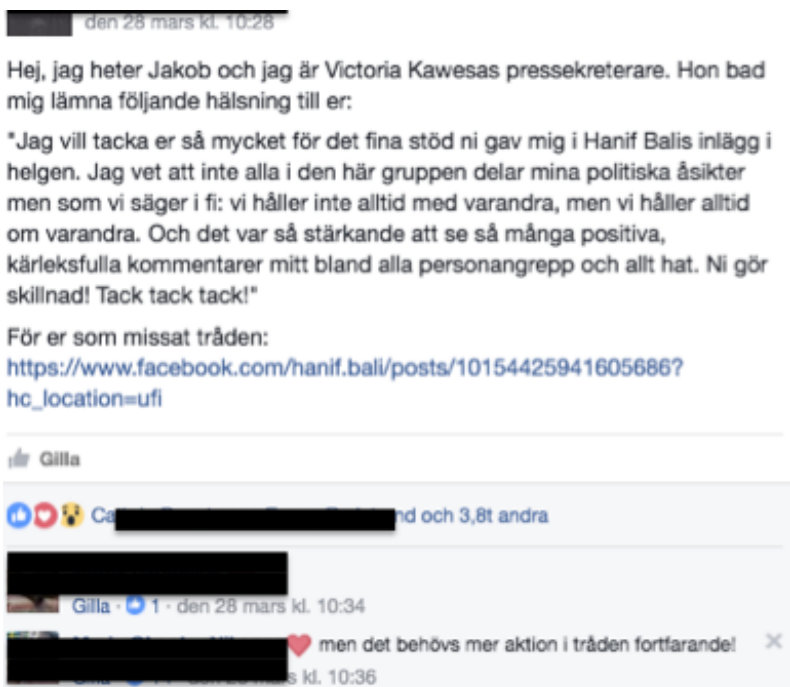 den 28 mars kl. 10:28
Hej, jag heter Jakob och jag är Victoria Kawesas pressekreterare. Hon bad
mig lämna följande hälsning till er:
"Jag vill tacka er så mycket för det fina stöd ni gav mig i Hanif Balis inlägg i
helgen. Jag vet att inte alla i den här gruppen delar mina politiska åsikter
men som vi säger i fi: vi håller inte alltid med varandra, men vi håller alltid
om varandra. Och det var så stärkande att se så många positiva,
kärleksfulla kommentarer mitt bland alla personangrepp och allt hat. Ni gör
skillnad! Tack tack tack!"
För er som missat tråden:
https://www.facebook.com/hanif.bali/posts/10154425941605686?
hc_location=ufi
Gilla
och 3,8t andra
Gilla · 1 · den 28 mars kl. 10:34
men det behövs mer aktion i tråden fortfarande!
kl. 10:36